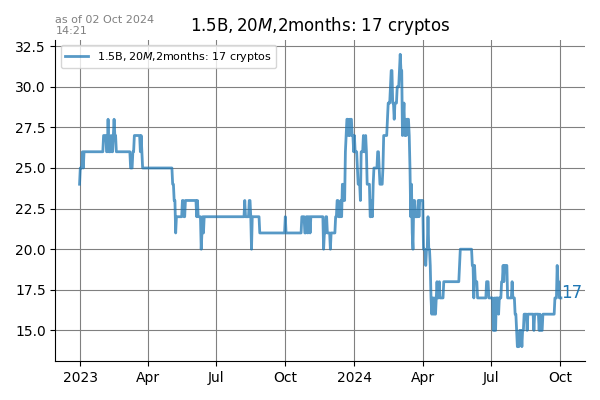 as of 02 Oct 2024
14:21
1.5B, 20M,2months: 17 cryptos
1.5B, 20M,2months: 17 cryptos
32.5
30.0
27.5
25.0
22.5
20.0
17.5
15.0
17
2023 Apr Jul Oct 2024 Apr Jul Oct